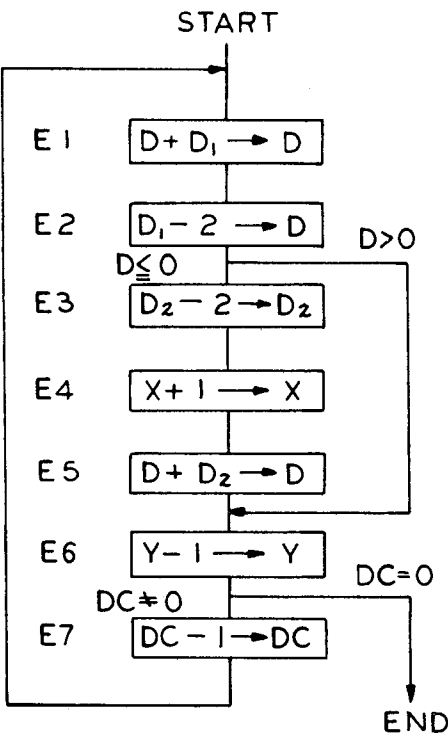 START
E1 D+D₁ → D
E2 D₁-2 → D
D>0
D≦0
E3 D₂-2→D₂
E4 X+1 → X
E5 D+D₂→D
E6 Y-1→Y
DC=0
DC≠0
E7 DC-1→DC
END